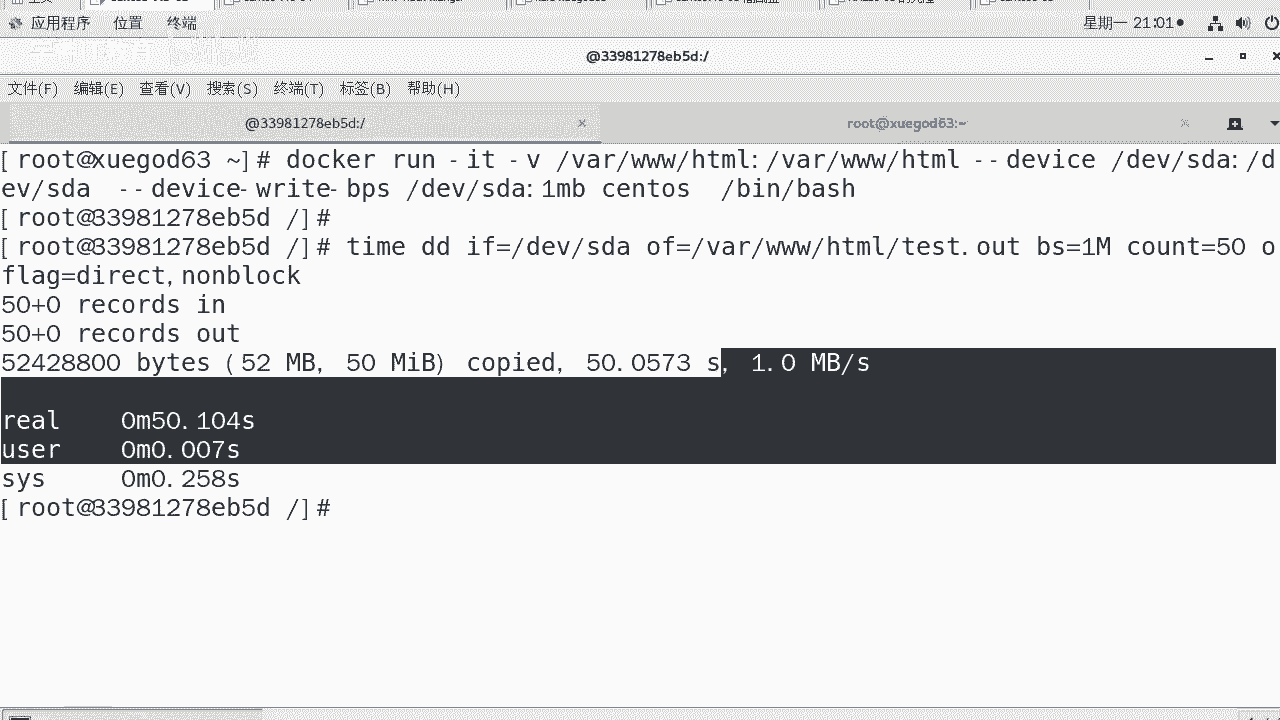 应用程序 位置 终端 星期一 21:01
@33981278eb5d:/
文件(F) 编辑(E) 查看(V) 搜索(S) 终端(T) 标签(B) 帮助(H)
@33981278eb5d:/ × root@xuegod63:~ ×
[root@xuegod63 ~]# docker run -it -v /var/www/html:/var/www/html --device /dev/sda:/d
ev/sda --device-write-bps /dev/sda:1mb centos /bin/bash
[root@33981278eb5d /]#
[root@33981278eb5d /]# time dd if=/dev/sda of=/var/www/html/test.out bs=1M count=50 o
flag=direct,nonblock
50+0 records in
50+0 records out
52428800 bytes (52 MB, 50 MiB) copied, 50.0573 s, 1.0 MB/s
real 0m50.104s
user 0m0.007s
sys 0m0.258s
[root@33981278eb5d /]#